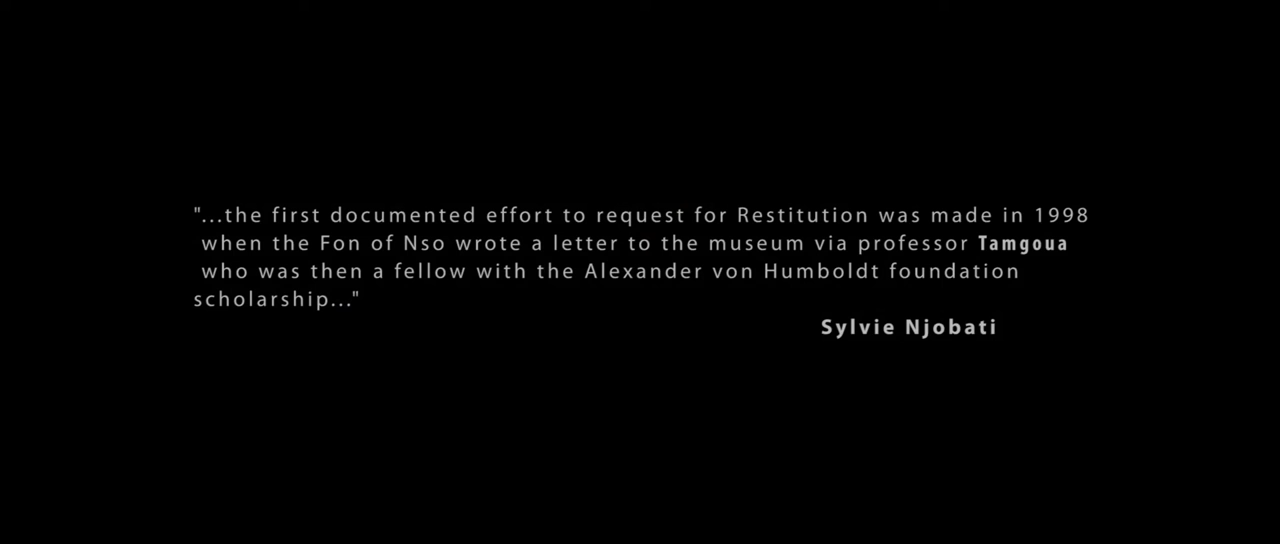 "...the first documented effort to request for Restitution was made in 1998
when the Fon of Nso wrote a letter to the museum via professor Tamgoua
who was then a fellow with the Alexander von Humboldt foundation
scholarship..."
Sylvie Njobati